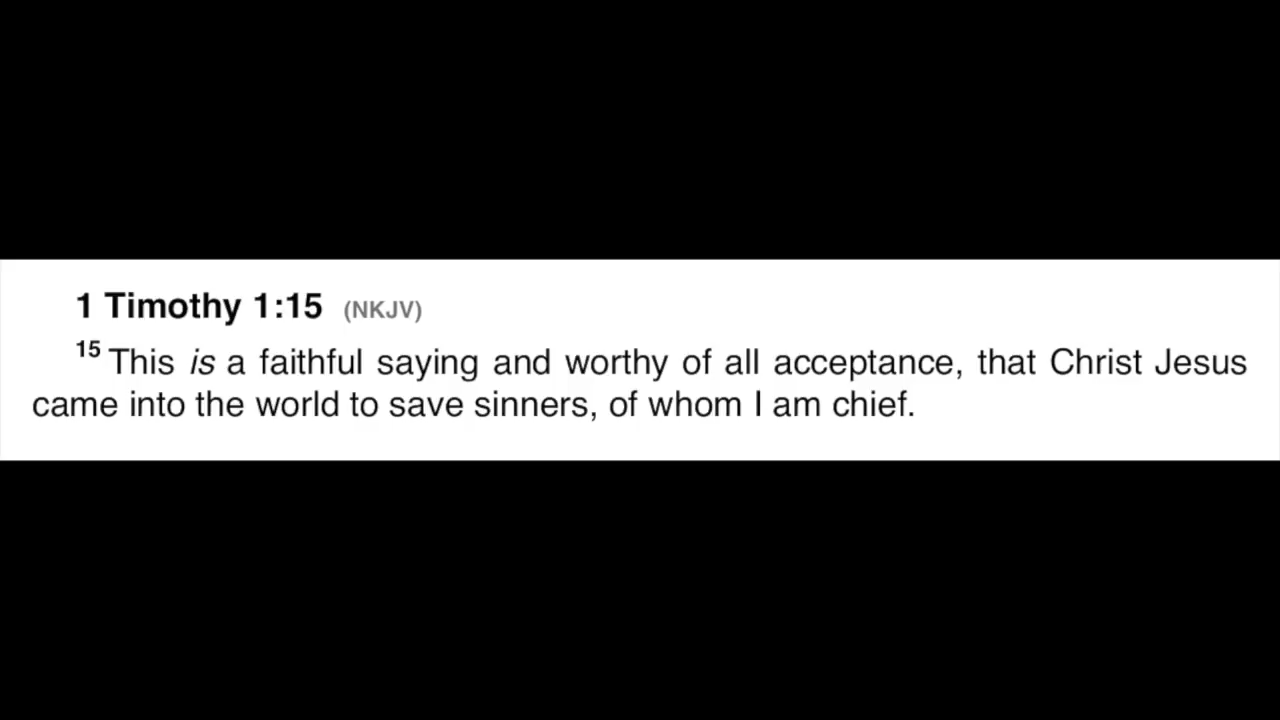 1 Timothy 1:15 (NKJV)
15 This is a faithful saying and worthy of all acceptance, that Christ Jesus
came into the world to save sinners, of whom I am chief.